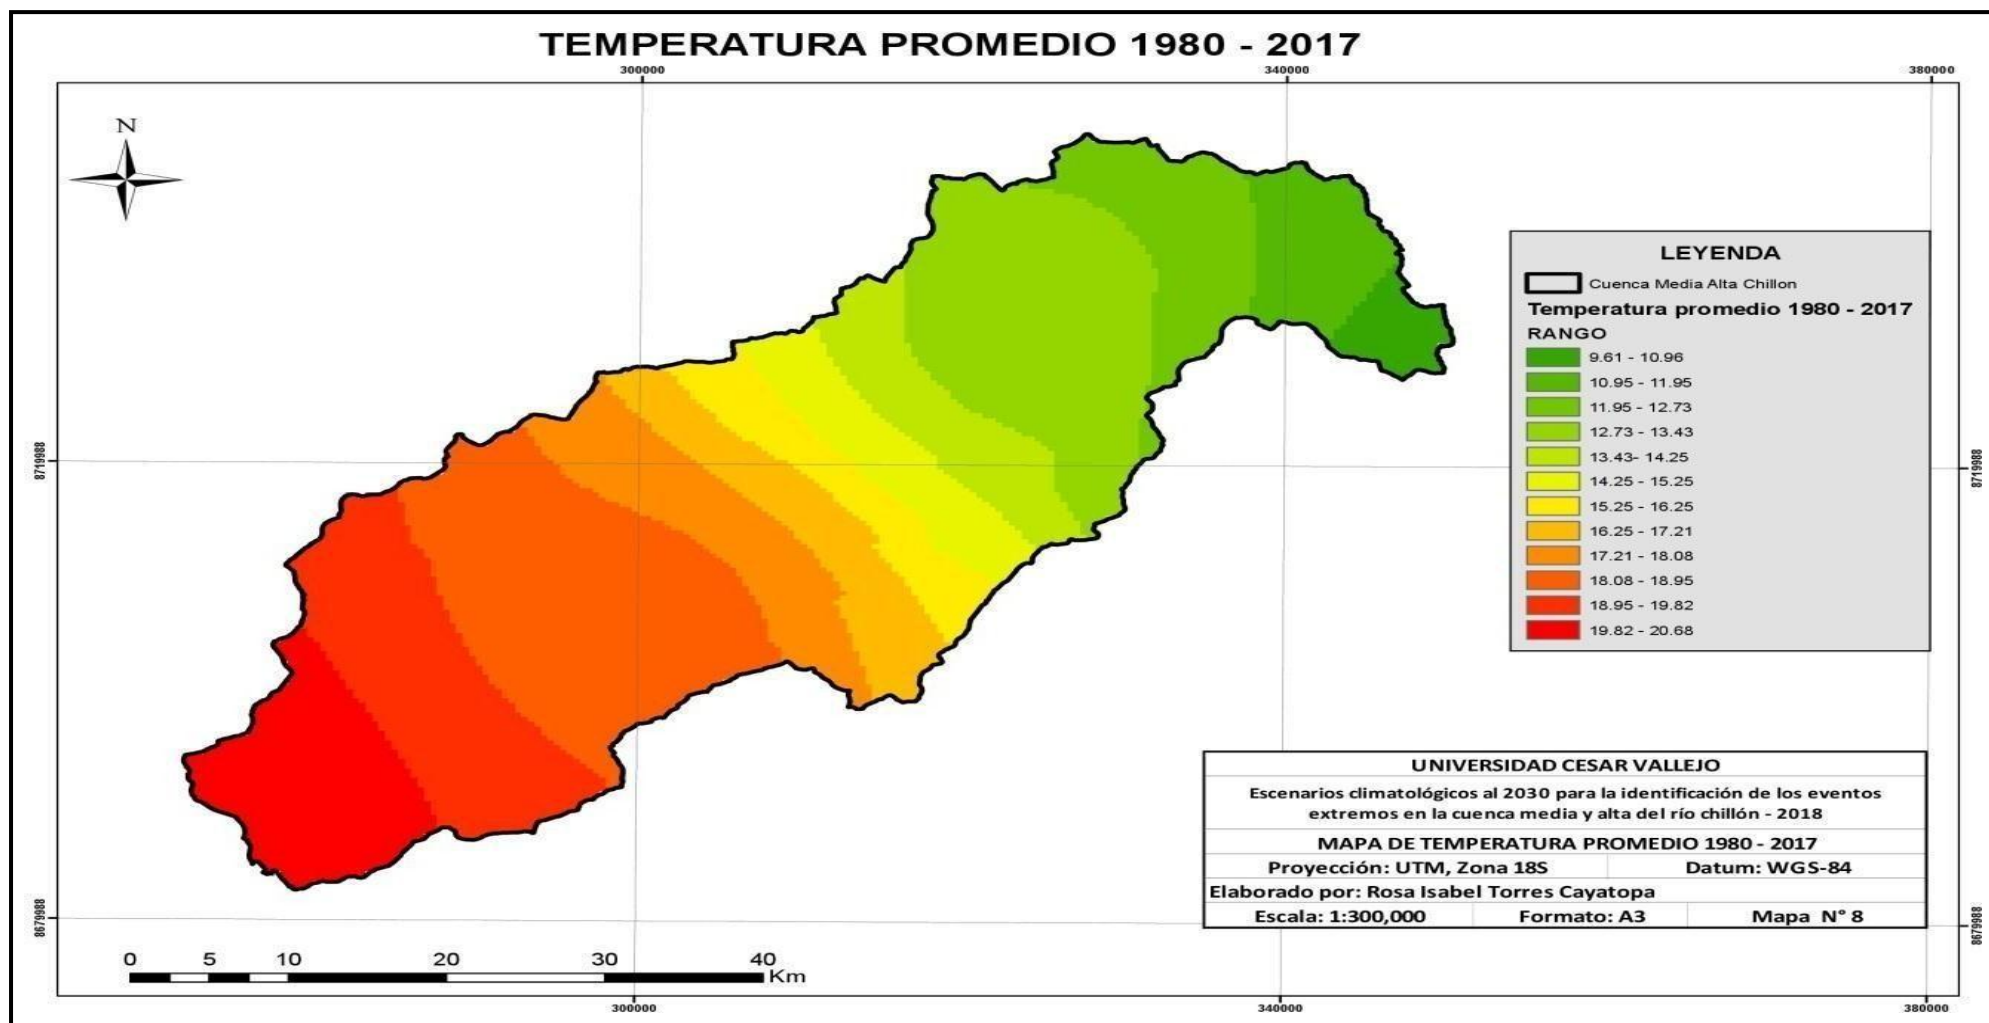 TEMPERATURA PROMEDIO 1980 - 2017
300000
340000
380000
N
8719988
8719988
8679988
8679988
LEYENDA
Cuenca Media Alta Chillon
Temperatura promedio 1980 - 2017
RANGO
9.61 - 10.96
10.95 - 11.95
11.95 - 12.73
12.73 - 13.43
13.43- 14.25
14.25 - 15.25
15.25 - 16.25
16.25 - 17.21
17.21 - 18.08
18.08 - 18.95
18.95 - 19.82
19.82 - 20.68
UNIVERSIDAD CESAR VALLEJO
Escenarios climatológicos al 2030 para la identificación de los eventos
extremos en la cuenca media y alta del río chillón - 2018
MAPA DE TEMPERATURA PROMEDIO 1980 - 2017
Proyección: UTM, Zona 18S Datum: WGS-84
Elaborado por: Rosa Isabel Torres Cayatopa
Escala: 1:300,000 Formato: A3 Mapa N° 8
0 5 10 20 30 40
Km
300000
340000
380000